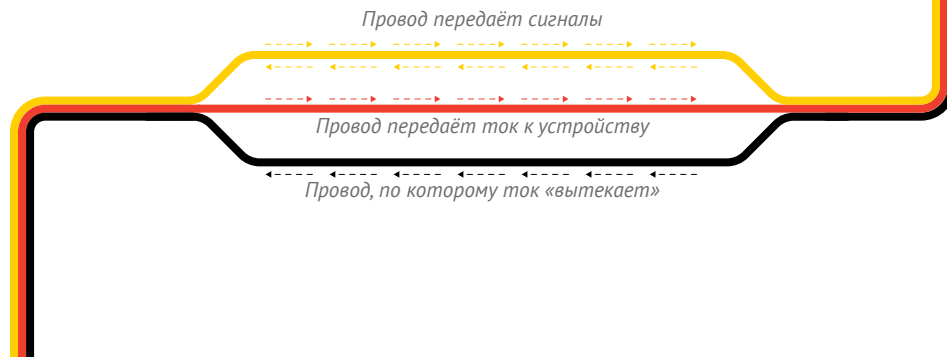 Провод передаёт сигналы
Провод передаёт ток к устройству
Провод, по которому ток «вытекает»